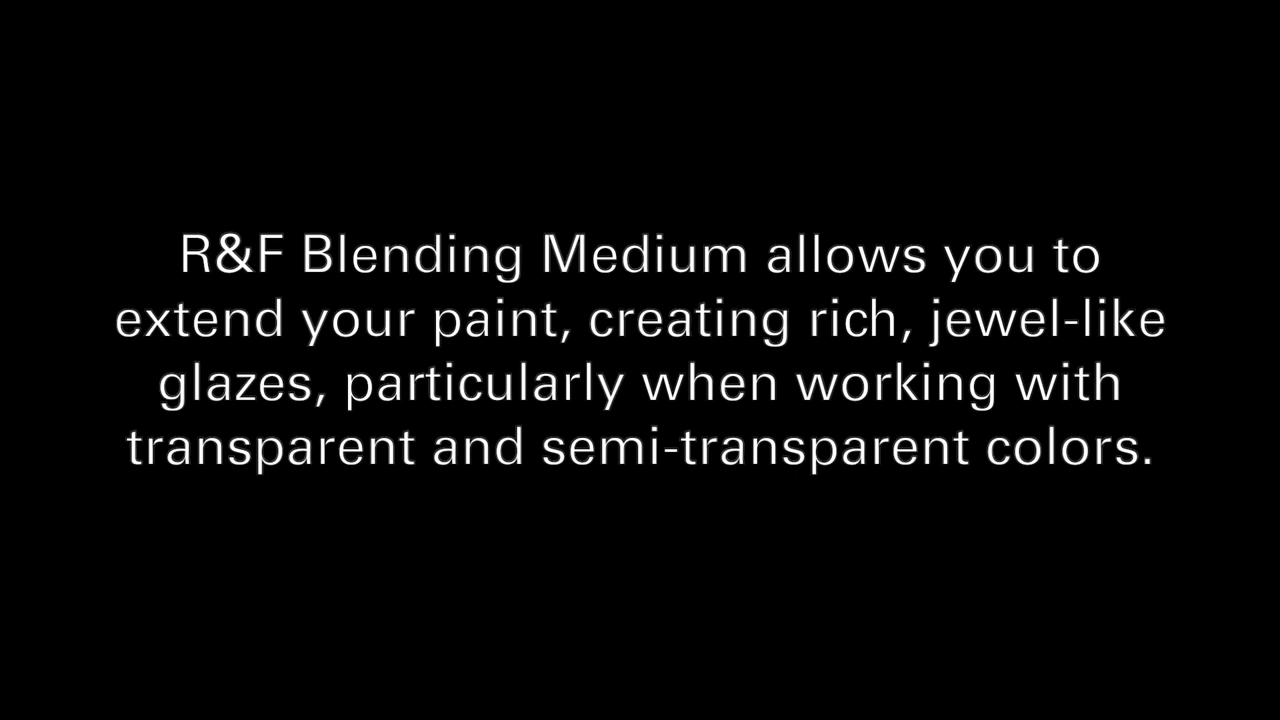 R&F Blending Medium allows you to
extend your paint, creating rich, jewel-like
glazes, particularly when working with
transparent and semi-transparent colors.